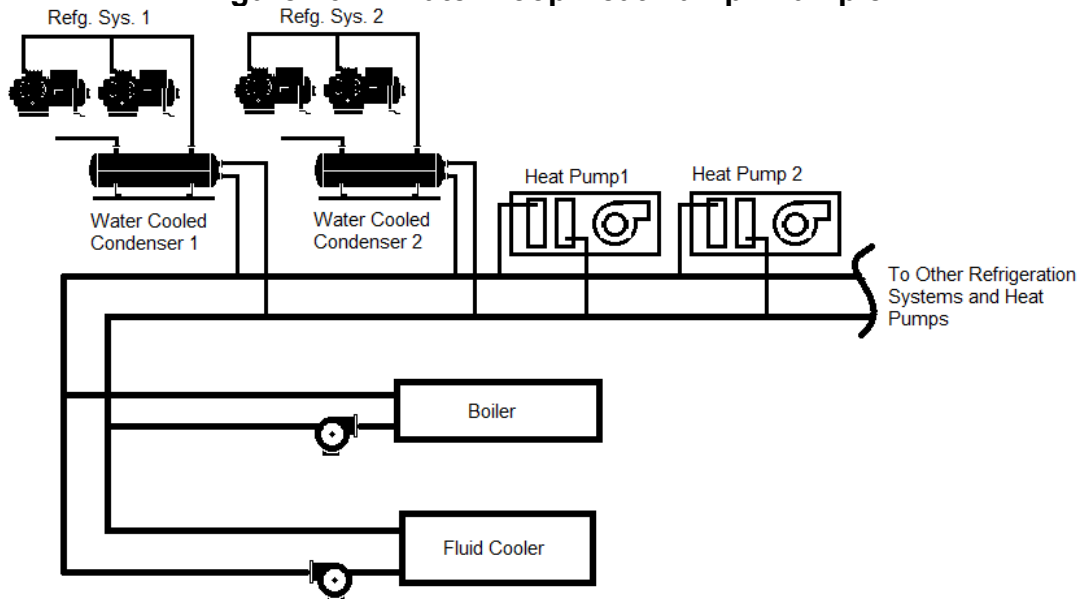 Refg. Sys. 1
Refg. Sys. 2
Heat Pump1
Heat Pump 2
Water Cooled
Condenser 1
Water Cooled
Condenser 2
To Other Refrigeration
Systems and Heat
Pumps
Boiler
Fluid Cooler